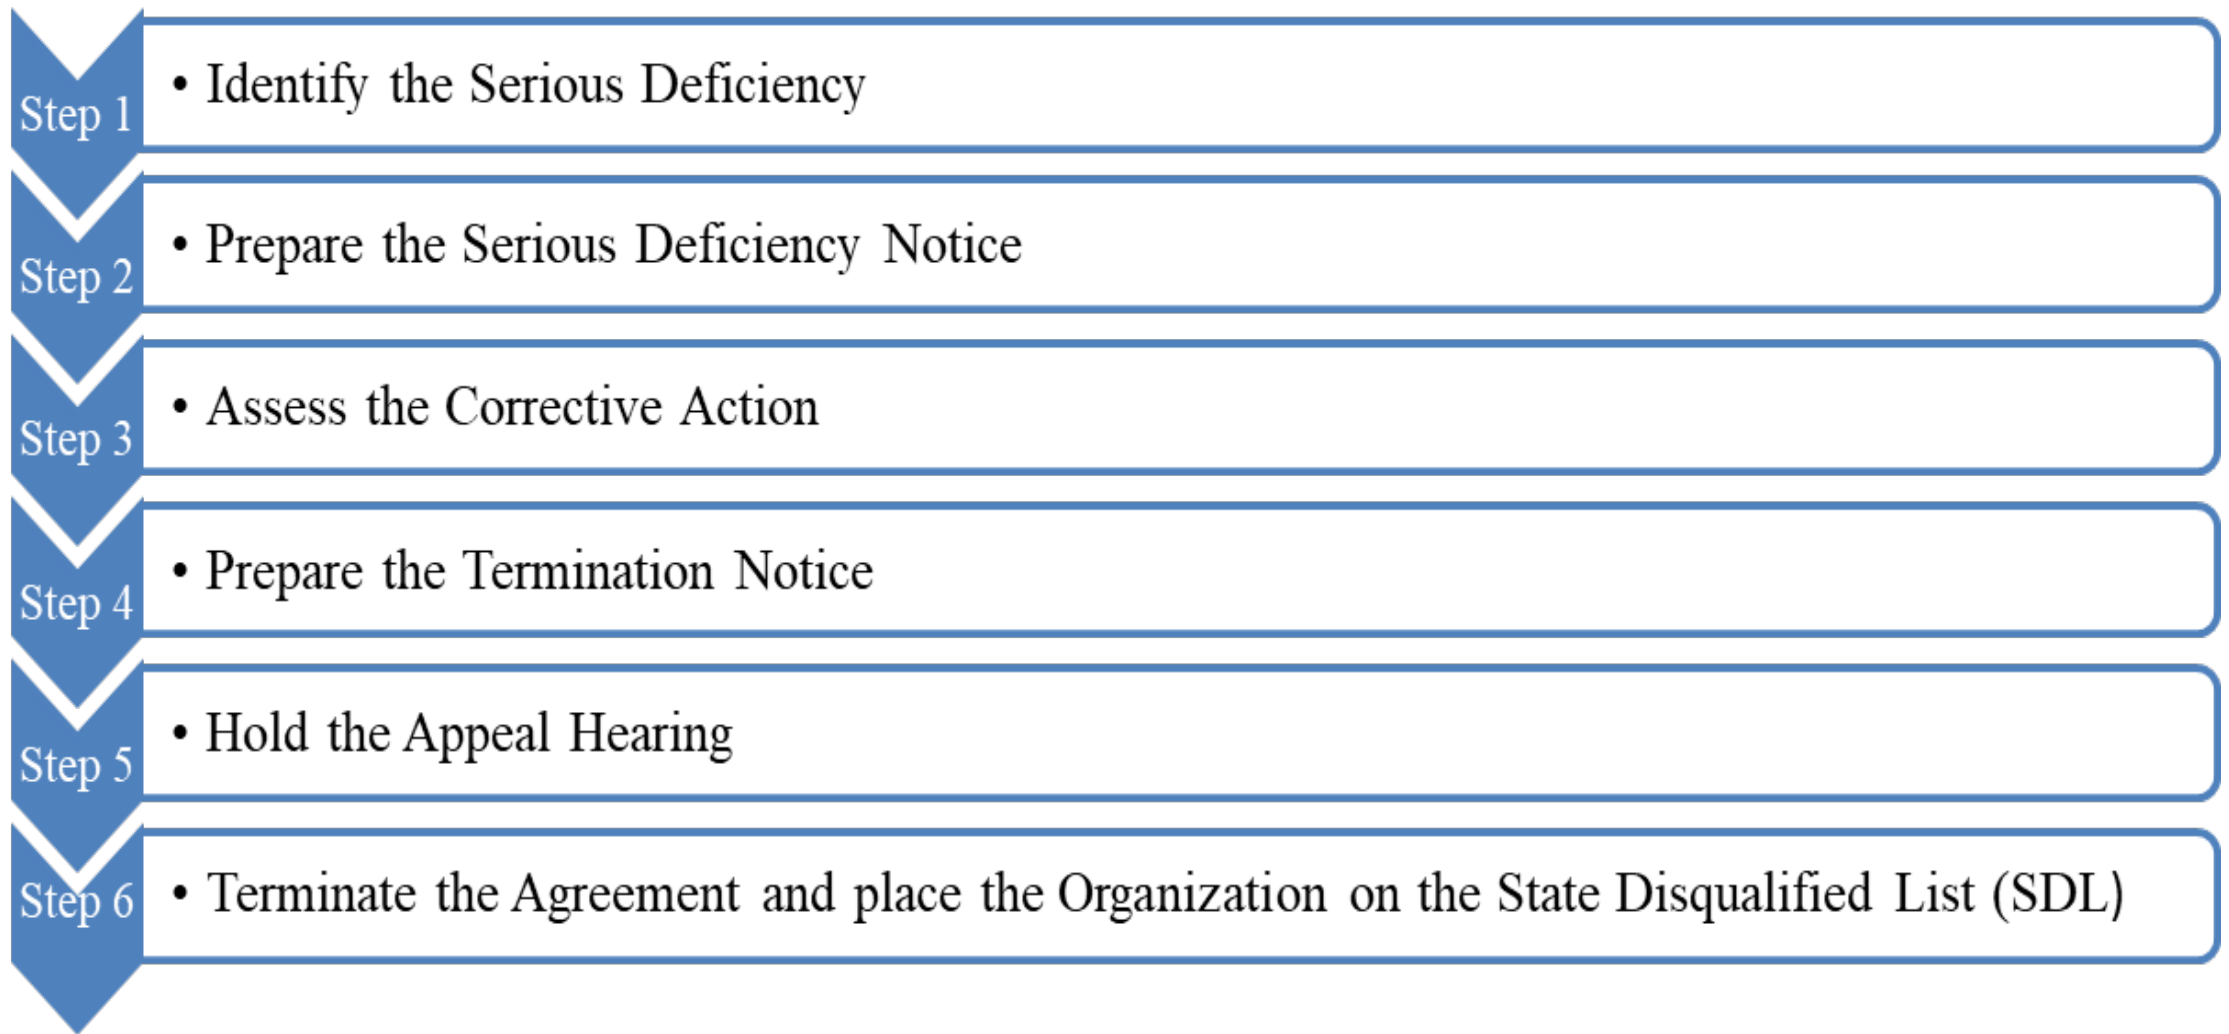 Step 1
• Identify the Serious Deficiency
Step 2
• Prepare the Serious Deficiency Notice
Step 3
• Assess the Corrective Action
Step 4
• Prepare the Termination Notice
Step 5
• Hold the Appeal Hearing
Step 6
• Terminate the Agreement and place the Organization on the State Disqualified List (SDL)